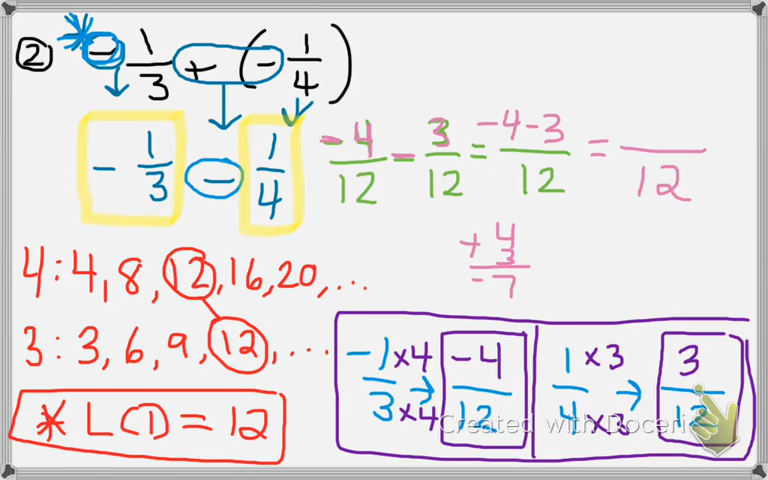 ② - 1/3 + (- 1/4)
- 1/3 - 1/4
-4/12 - 3/12 = -4-3/12 = /12
+ 4
3
-7
4: 4, 8, 12, 16, 20, ...
3: 3, 6, 9, 12, ...
* LCD = 12
-1 ×4 / 3 ×4 → -4/12
1 ×3 / 4 ×3 → 3/12
Created with Doceri